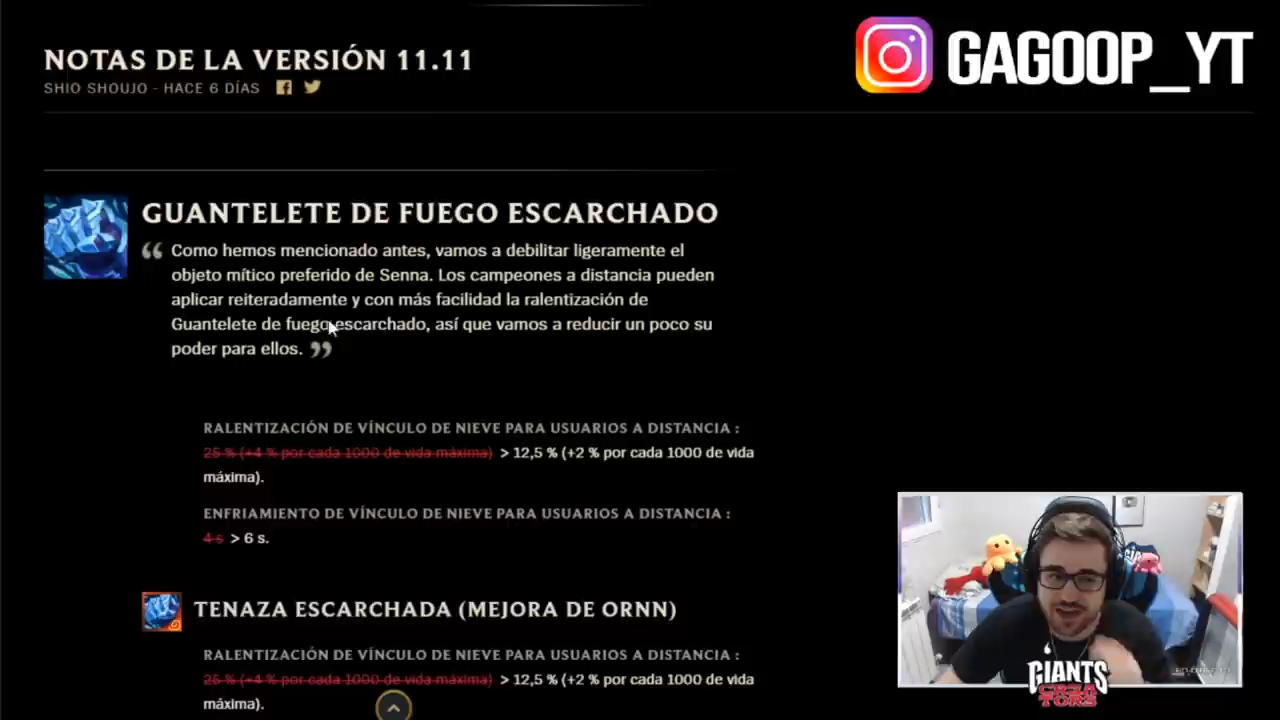 NOTAS DE LA VERSIÓN 11.11
SHIO SHOUJO - HACE 6 DÍAS
GAGOOP_YT
GUANTELETE DE FUEGO ESCARCHADO
“ Como hemos mencionado antes, vamos a debilitar ligeramente el
objeto mítico preferido de Senna. Los campeones a distancia pueden
aplicar reiteradamente y con más facilidad la ralentización de
Guantelete de fuego escarchado, así que vamos a reducir un poco su
poder para ellos. ”
RALENTIZACIÓN DE VÍNCULO DE NIEVE PARA USUARIOS A DISTANCIA :
25 % (+4 % por cada 1000 de vida máxima) > 12,5 % (+2 % por cada 1000 de vida
máxima).
ENFRIAMIENTO DE VÍNCULO DE NIEVE PARA USUARIOS A DISTANCIA :
4 s > 6 s.
TENAZA ESCARCHADA (MEJORA DE ORNN)
RALENTIZACIÓN DE VÍNCULO DE NIEVE PARA USUARIOS A DISTANCIA :
25 % (+4 % por cada 1000 de vida máxima) > 12,5 % (+2 % por cada 1000 de vida
máxima).
GIANTS
CREA
TORS